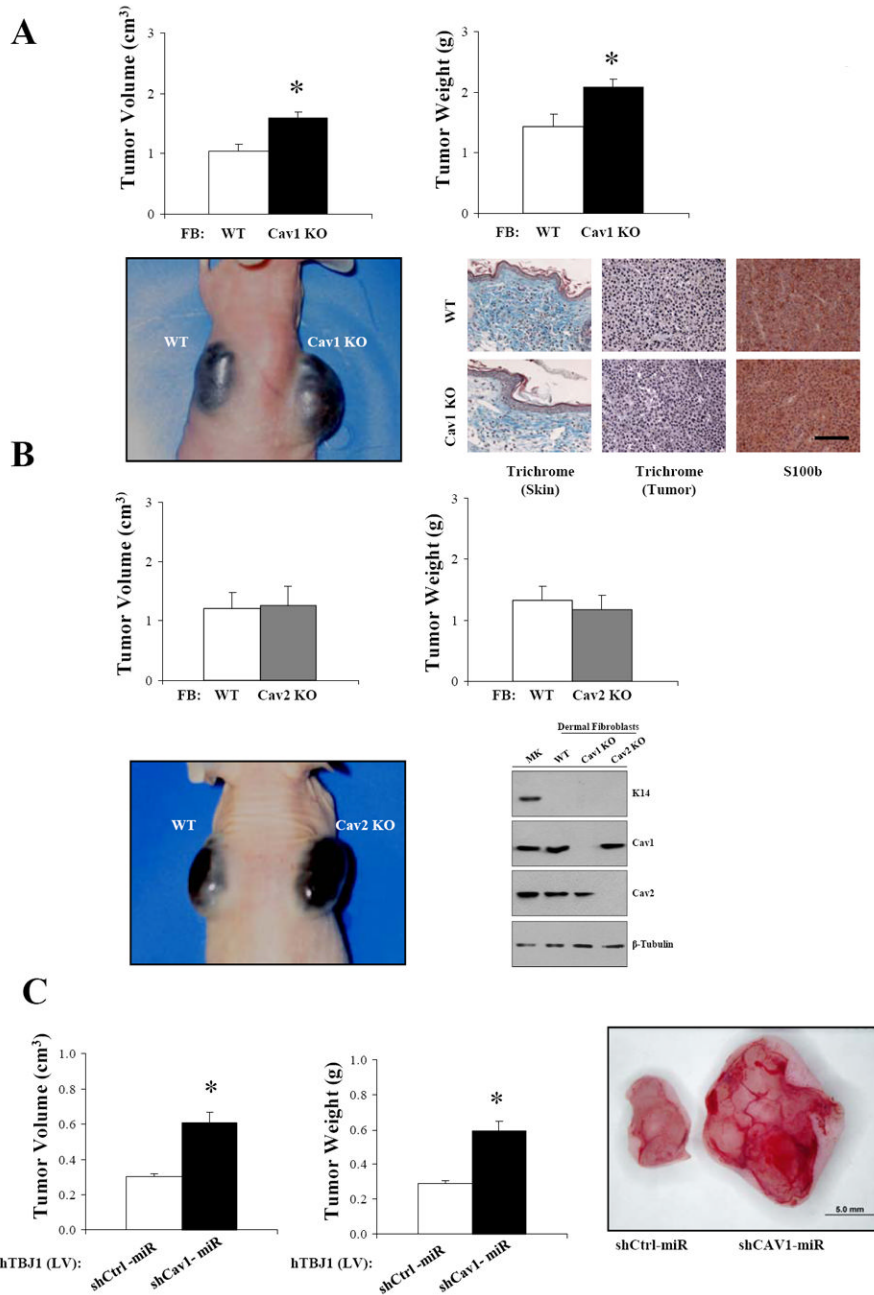 A
Tumor Volume (cm³)
3
2
1
0
*
FB: WT Cav1 KO
Tumor Weight (g)
3
2
1
0
*
FB: WT Cav1 KO
WT
Cav1 KO
WT
Cav1 KO
Trichrome
(Skin)
Trichrome
(Tumor)
S100b
B
Tumor Volume (cm³)
3
2
1
0
FB: WT Cav2 KO
Tumor Weight (g)
3
2
1
0
FB: WT Cav2 KO
WT
Cav2 KO
Dermal Fibroblasts
MK WT Cav1 KO Cav2 KO
K14
Cav1
Cav2
β-Tubulin
C
Tumor Volume (cm³)
1.0
0.8
0.6
0.4
0.2
0.0
*
hTBJ1 (LV): shCtrl -miR shCav1- miR
Tumor Weight (g)
1.0
0.8
0.6
0.4
0.2
0.0
*
hTBJ1 (LV): shCtrl -miR shCav1- miR
5.0 mm
shCtrl-miR shCAV1-miR